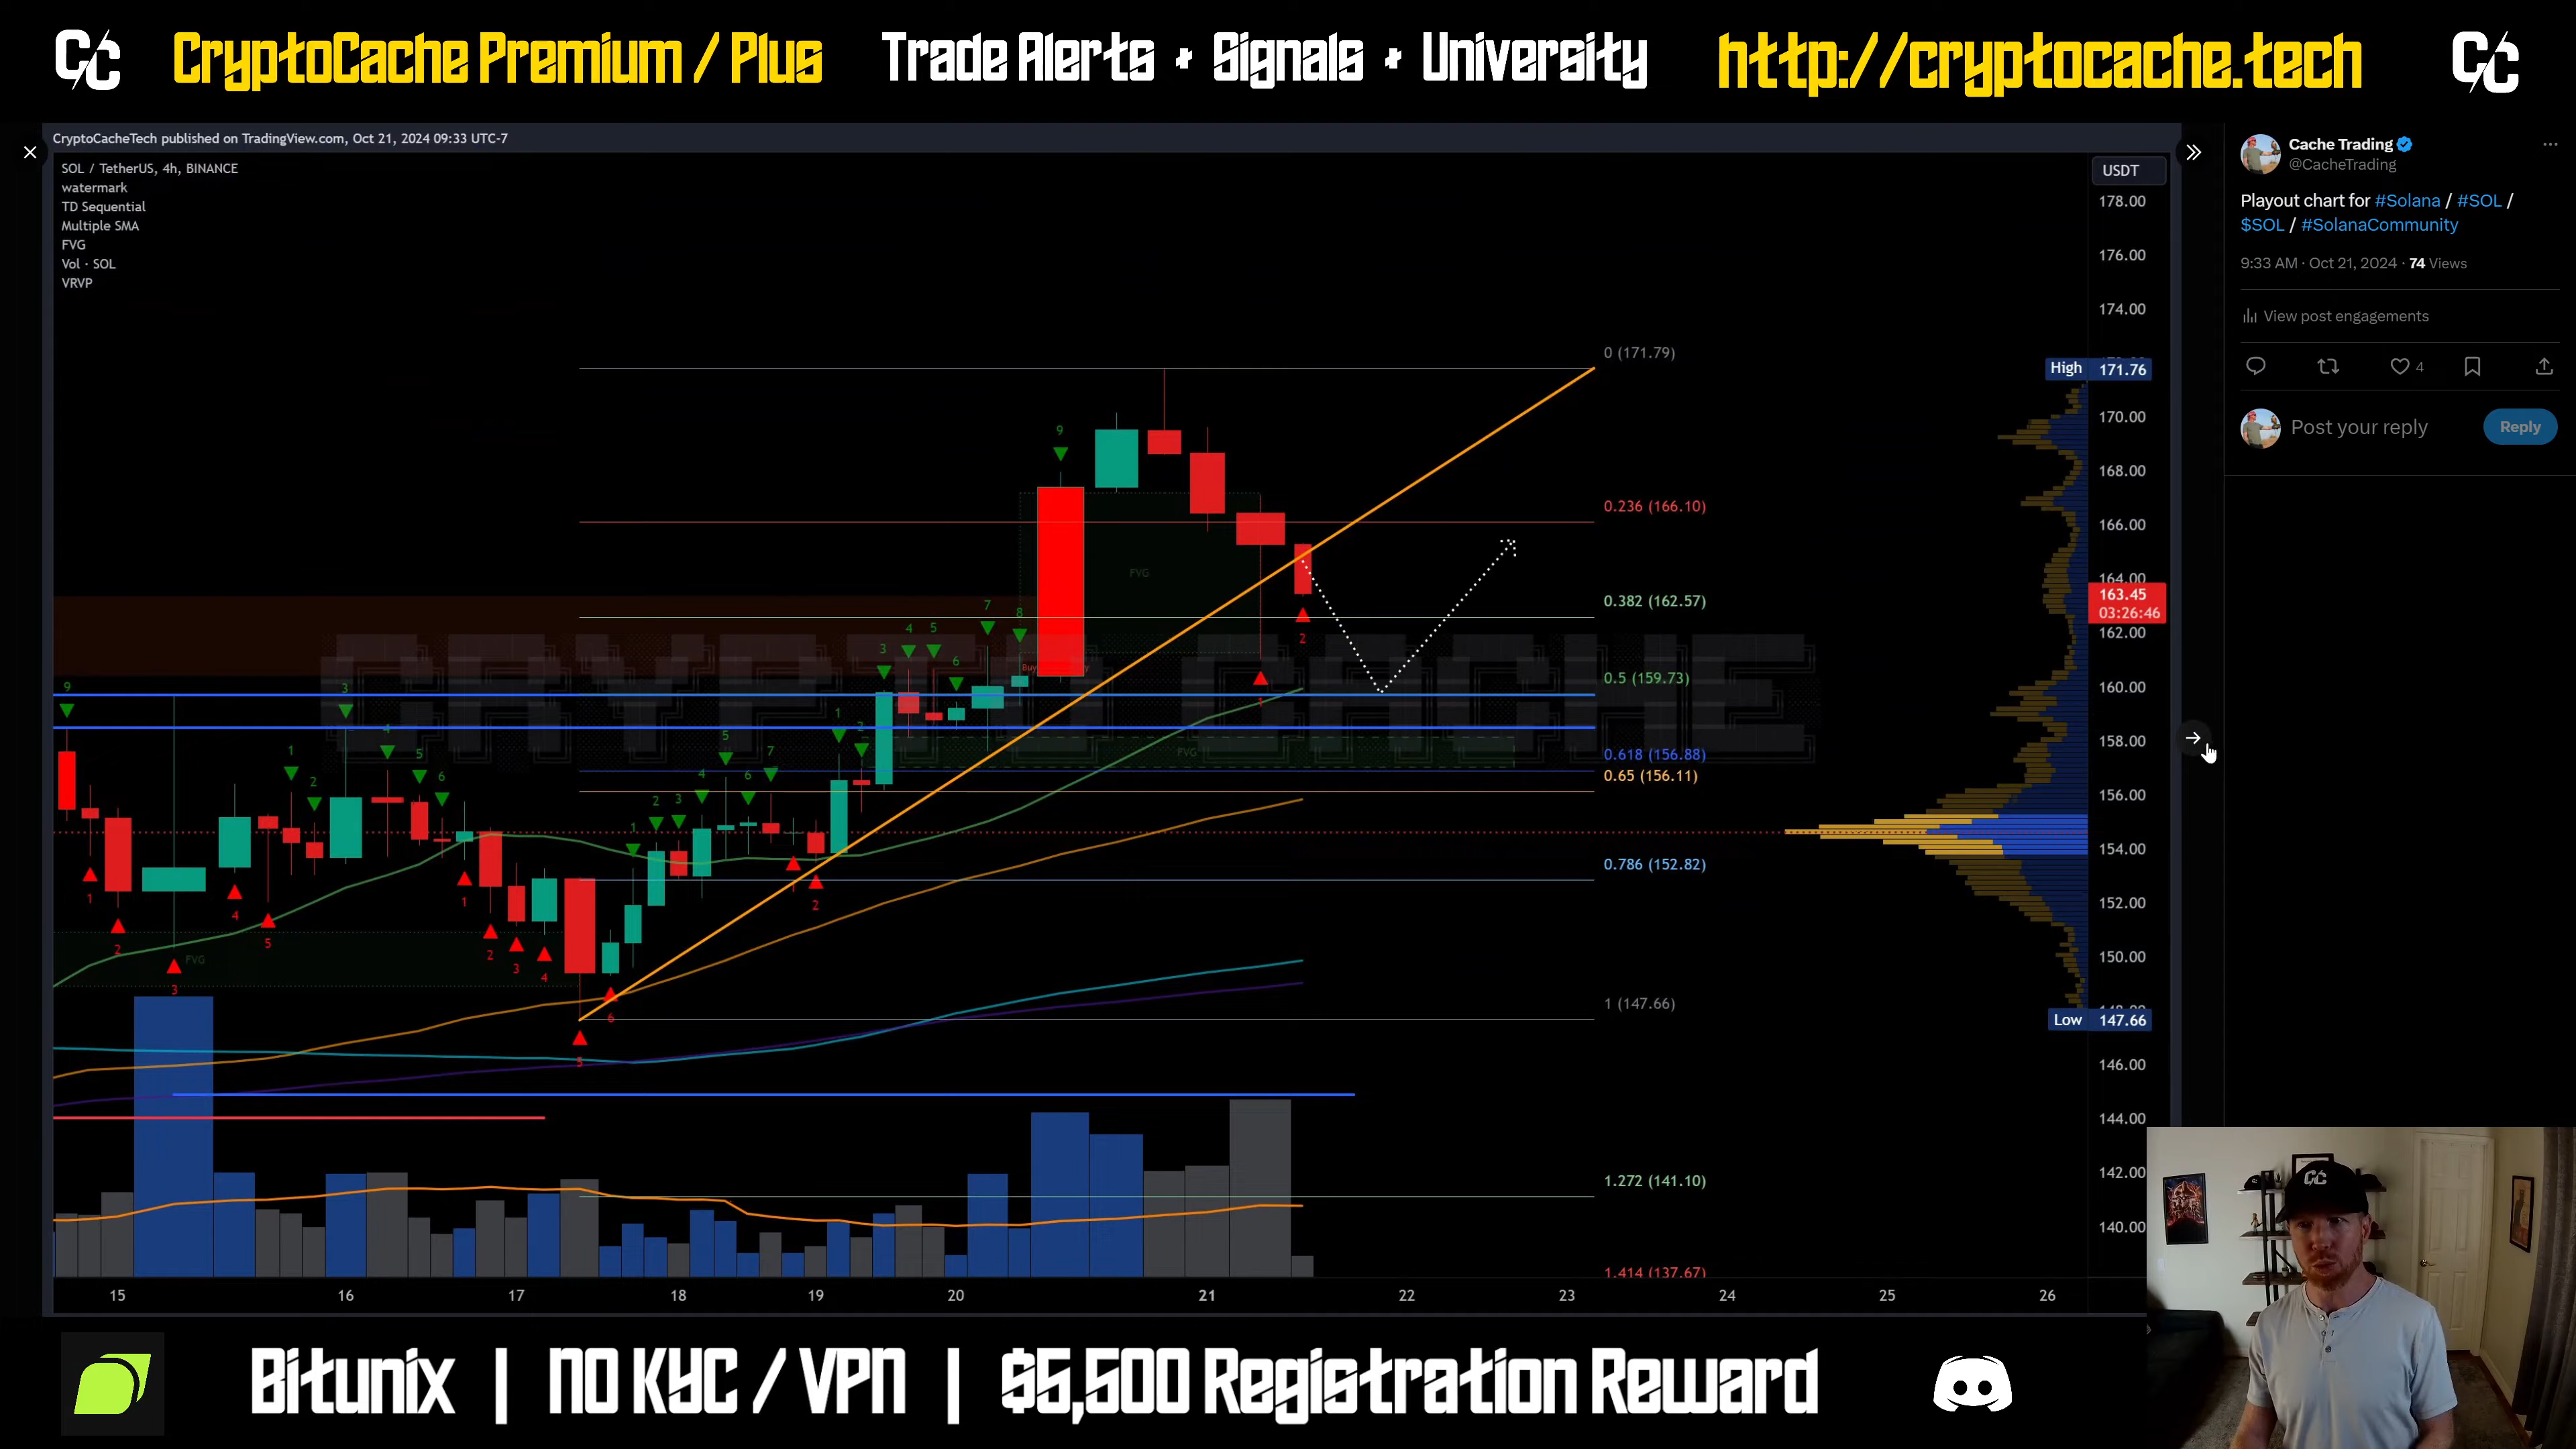 CryptoCache Premium / Plus
Trade Alerts + Signals + University
http://cryptocache.tech
CryptoCacheTech published on TradingView.com, Oct 21, 2024 09:33 UTC-7
SOL / TetherUS, 4h, BINANCE
watermark
TD Sequential
Multiple SMA
FVG
Vol · SOL
VRVP
USDT
178.00
176.00
174.00
High 171.76
170.00
168.00
166.00
164.00
163.45
03:26:46
162.00
160.00
158.00
156.00
154.00
152.00
150.00
Low 147.66
146.00
144.00
142.00
140.00
0 (171.79)
0.236 (166.10)
0.382 (162.57)
0.5 (159.73)
0.618 (156.88)
0.65 (156.11)
0.786 (152.82)
1 (147.66)
1.272 (141.10)
1.414 (137.67)
FVG
FVG
FVG
CRYPTO CACHE
15 16 17 18 19 20 21 22 23 24 25 26
Cache Trading
@CacheTrading
Playout chart for #Solana / #SOL /
$SOL / #SolanaCommunity
9:33 AM · Oct 21, 2024 · 74 Views
View post engagements
4
Post your reply
Reply
Bitunix | NO KYC / VPN | $5,500 Registration Reward